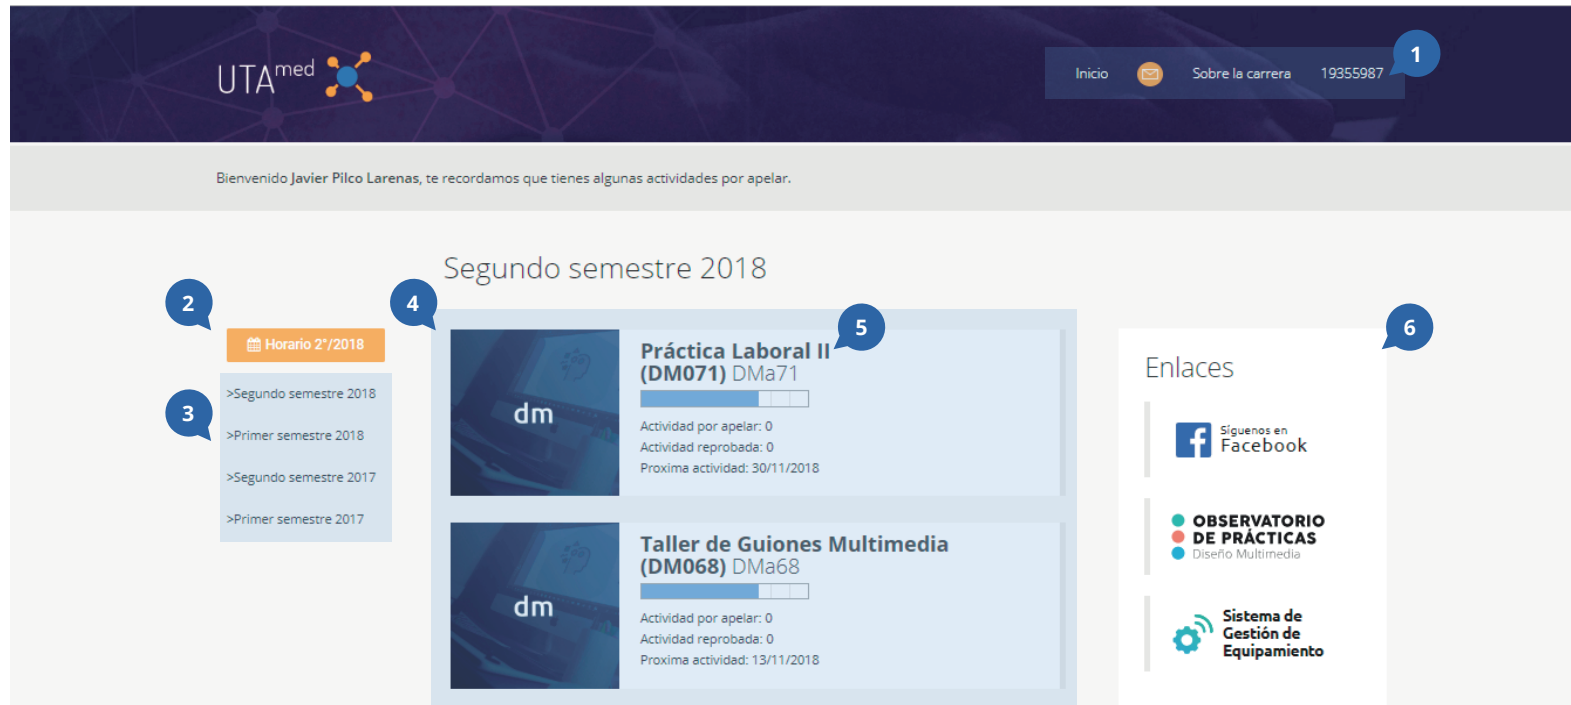 UTAmed
Inicio
Sobre la carrera
19355987
1
Bienvenido Javier Pilco Larenas, te recordamos que tienes algunas actividades por apelar.
Segundo semestre 2018
2
Horario 2°/2018
3
>Segundo semestre 2018
>Primer semestre 2018
>Segundo semestre 2017
>Primer semestre 2017
4
dm
5
Práctica Laboral II
(DM071) DMa71
Actividad por apelar: 0
Actividad reprobada: 0
Proxima actividad: 30/11/2018
dm
Taller de Guiones Multimedia
(DM068) DMa68
Actividad por apelar: 0
Actividad reprobada: 0
Proxima actividad: 13/11/2018
6
Enlaces
Síguenos en
Facebook
OBSERVATORIO
DE PRÁCTICAS
Diseño Multimedia
Sistema de
Gestión de
Equipamiento